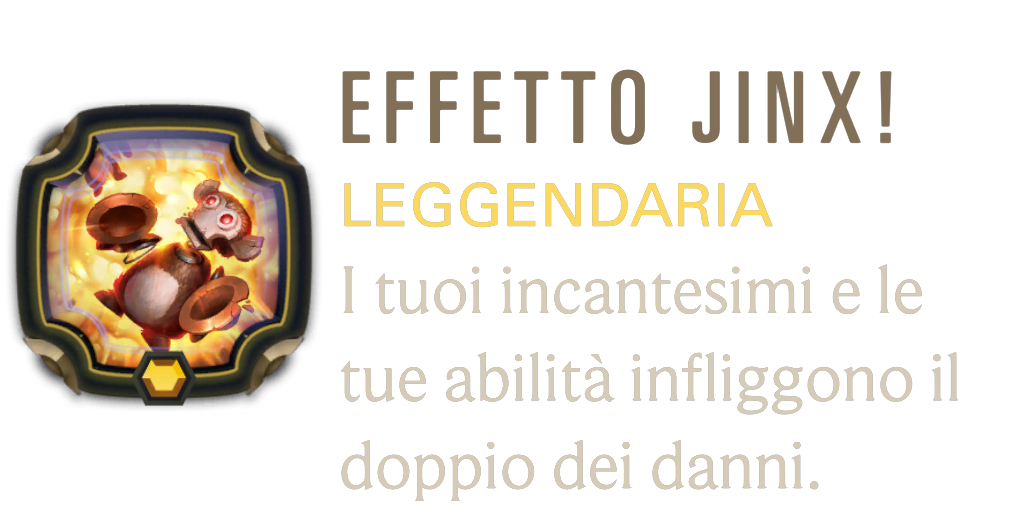 EFFETTO JINX!
LEGGENDARIA
I tuoi incantesimi e le
tue abilità infliggono il
doppio dei danni.